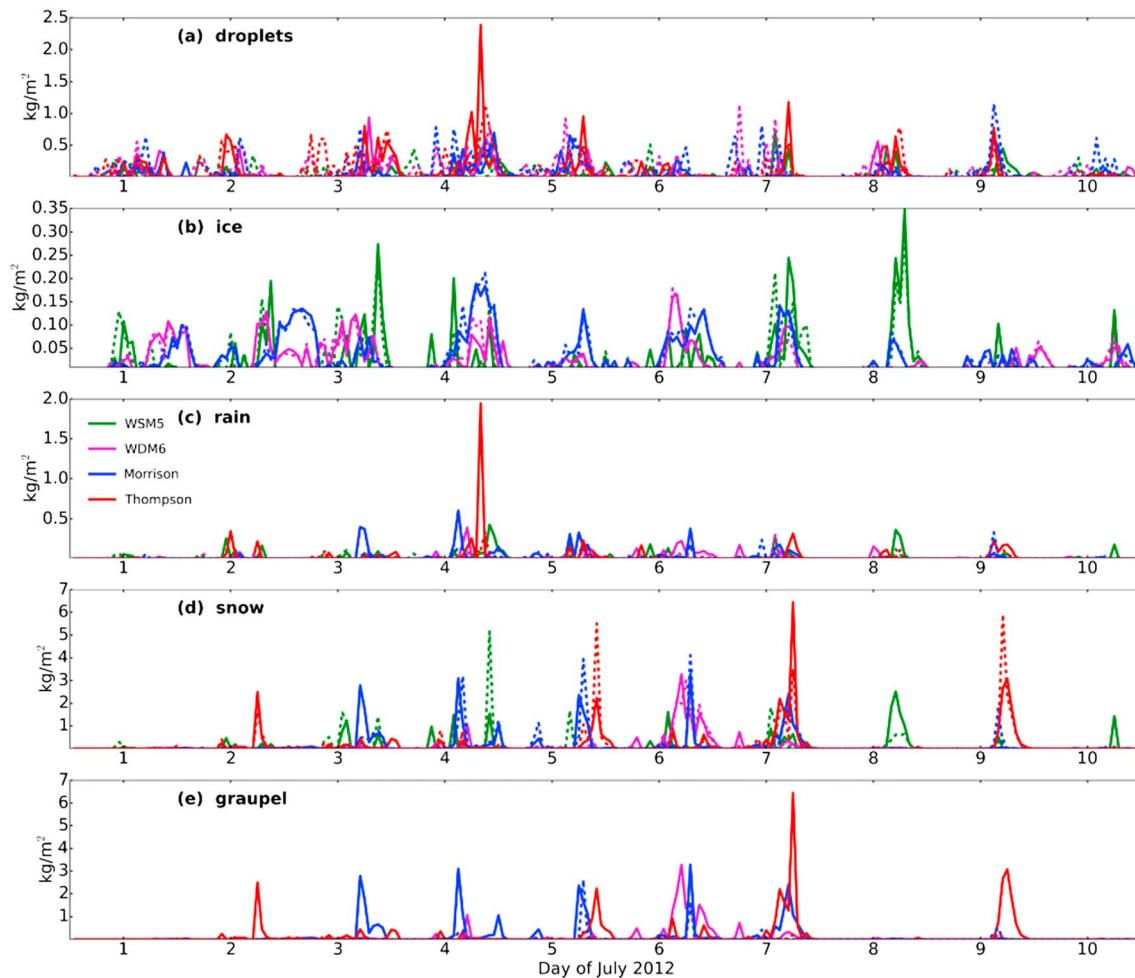 (a) droplets
2.5
2.0
1.5
1.0
0.5
kg/m²
1 2 3 4 5 6 7 8 9 10
(b) ice
0.35
0.30
0.25
0.20
0.15
0.10
0.05
kg/m²
1 2 3 4 5 6 7 8 9 10
(c) rain
2.0
1.5
1.0
0.5
kg/m²
WSM5
WDM6
Morrison
Thompson
1 2 3 4 5 6 7 8 9 10
(d) snow
7
6
5
4
3
2
1
kg/m²
1 2 3 4 5 6 7 8 9 10
(e) graupel
7
6
5
4
3
2
1
kg/m²
1 2 3 4 5 6 7 8 9 10
Day of July 2012